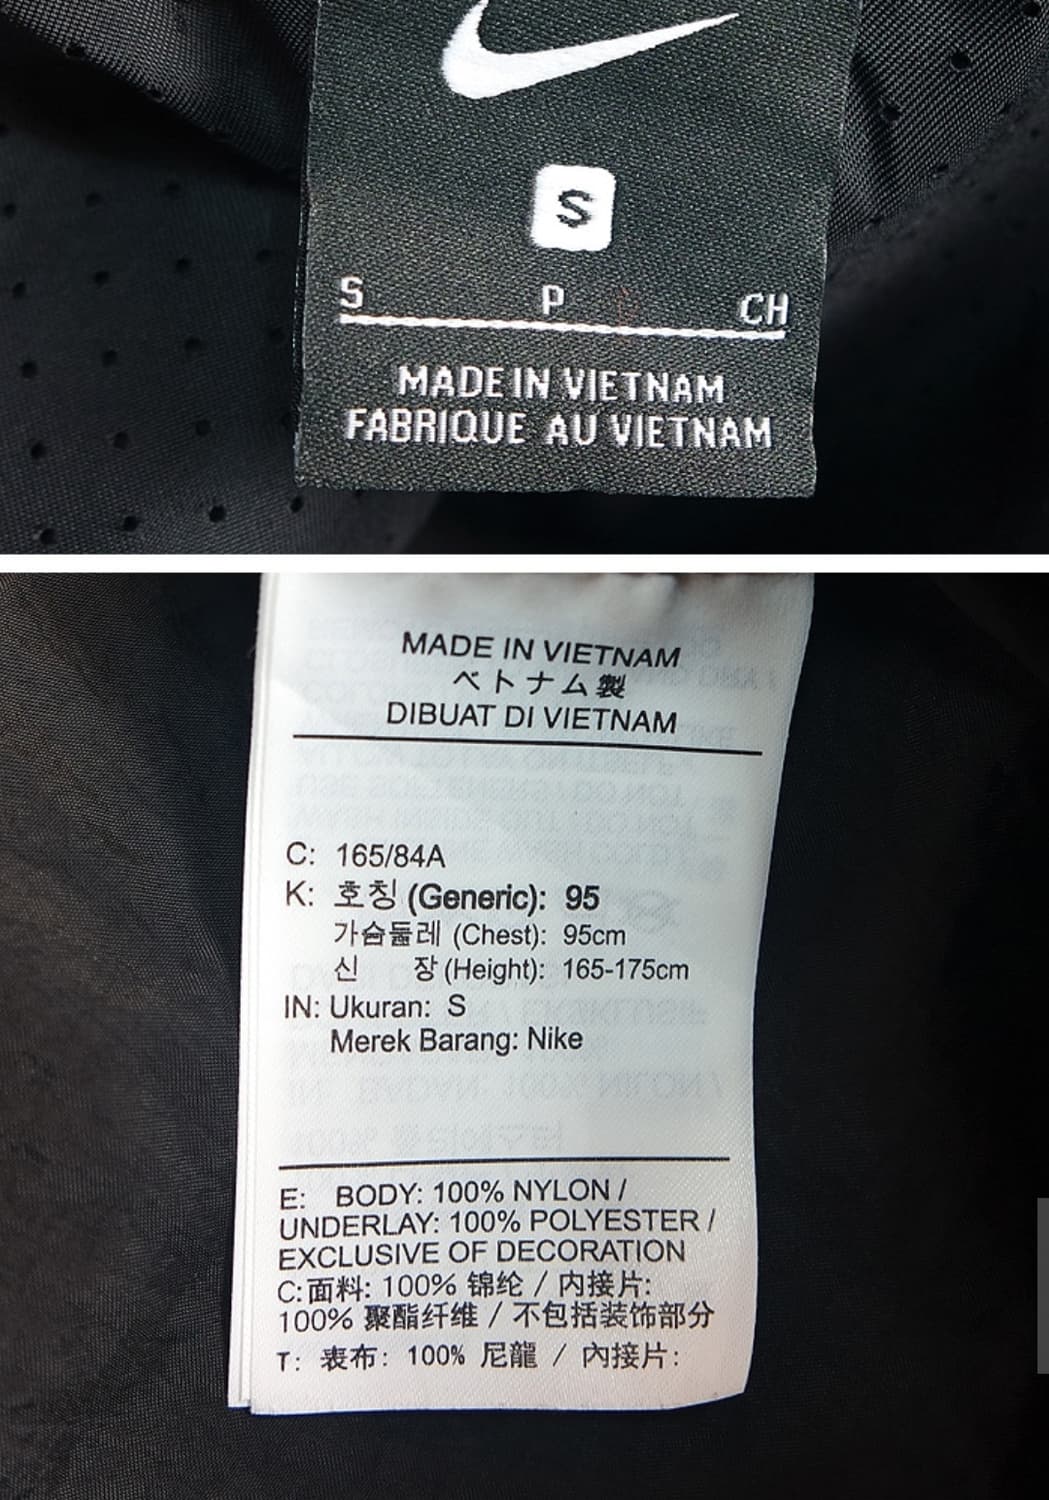 S
S P CH
MADE IN VIETNAM
FABRIQUE AU VIETNAM
MADE IN VIETNAM
ベトナム製
DIBUAT DI VIETNAM
C: 165/84A
K: 호칭 (Generic): 95
가슴둘레 (Chest): 95cm
신 장 (Height): 165-175cm
IN: Ukuran: S
Merek Barang: Nike
E: BODY: 100% NYLON /
UNDERLAY: 100% POLYESTER /
EXCLUSIVE OF DECORATION
C:面料: 100% 锦纶 / 内接片:
100% 聚酯纤维 / 不包括装饰部分
T: 表布: 100% 尼龍 / 內接片: